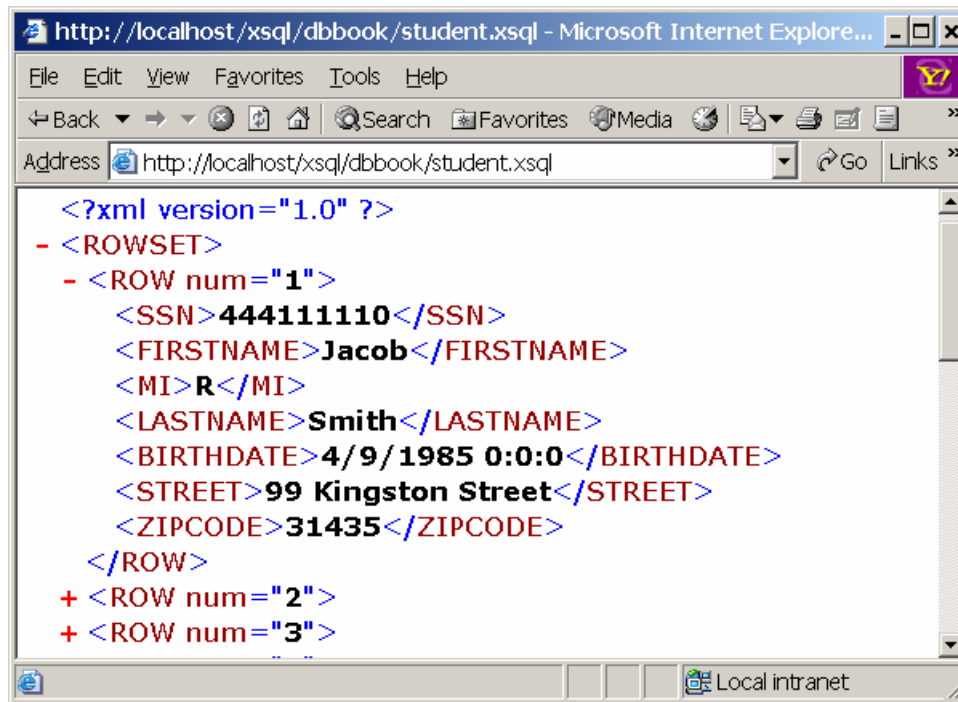 http://localhost/xsql/dbbook/student.xsql - Microsoft Internet Explore...
File Edit View Favorites Tools Help
Y!
Back Search Favorites Media »
Address http://localhost/xsql/dbbook/student.xsql Go Links »
<?xml version="1.0" ?>
- <ROWSET>
- <ROW num="1">
<SSN>444111110</SSN>
<FIRSTNAME>Jacob</FIRSTNAME>
<MI>R</MI>
<LASTNAME>Smith</LASTNAME>
<BIRTHDATE>4/9/1985 0:0:0</BIRTHDATE>
<STREET>99 Kingston Street</STREET>
<ZIPCODE>31435</ZIPCODE>
</ROW>
+ <ROW num="2">
+ <ROW num="3">
Local intranet